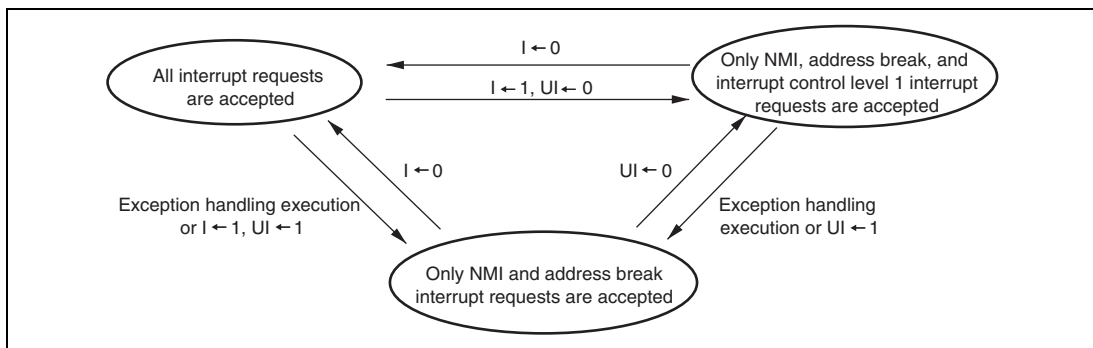 I ← 0
All interrupt requests
are accepted
Only NMI, address break, and
interrupt control level 1 interrupt
requests are accepted
I ← 1, UI ← 0
I ← 0
UI ← 0
Exception handling execution
or I ← 1, UI ← 1
Exception handling
execution or UI ← 1
Only NMI and address break
interrupt requests are accepted